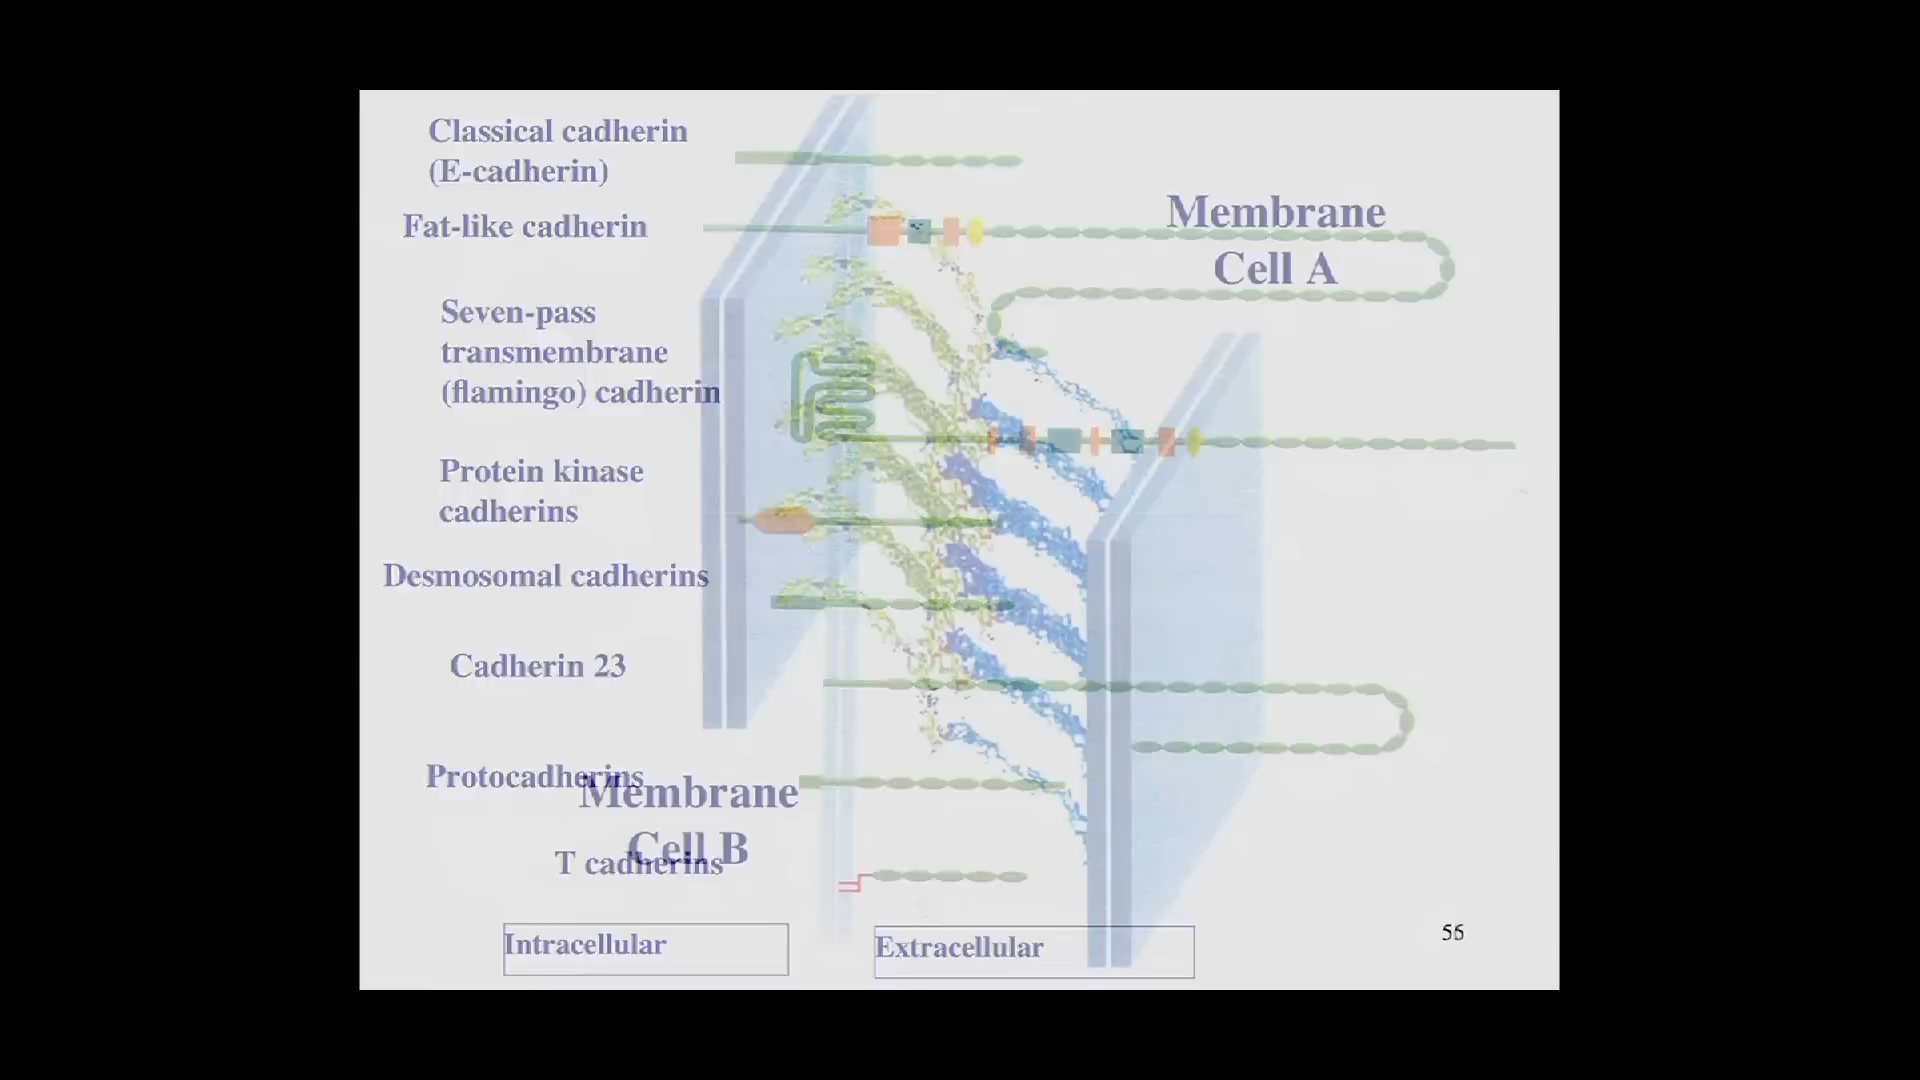 Classical cadherin
(E-cadherin)
Fat-like cadherin
Membrane
Cell A
Seven-pass
transmembrane
(flamingo) cadherin
Protein kinase
cadherins
Desmosomal cadherins
Cadherin 23
Protocadherins
Membrane
Cell B
T cadherins
Intracellular
Extracellular